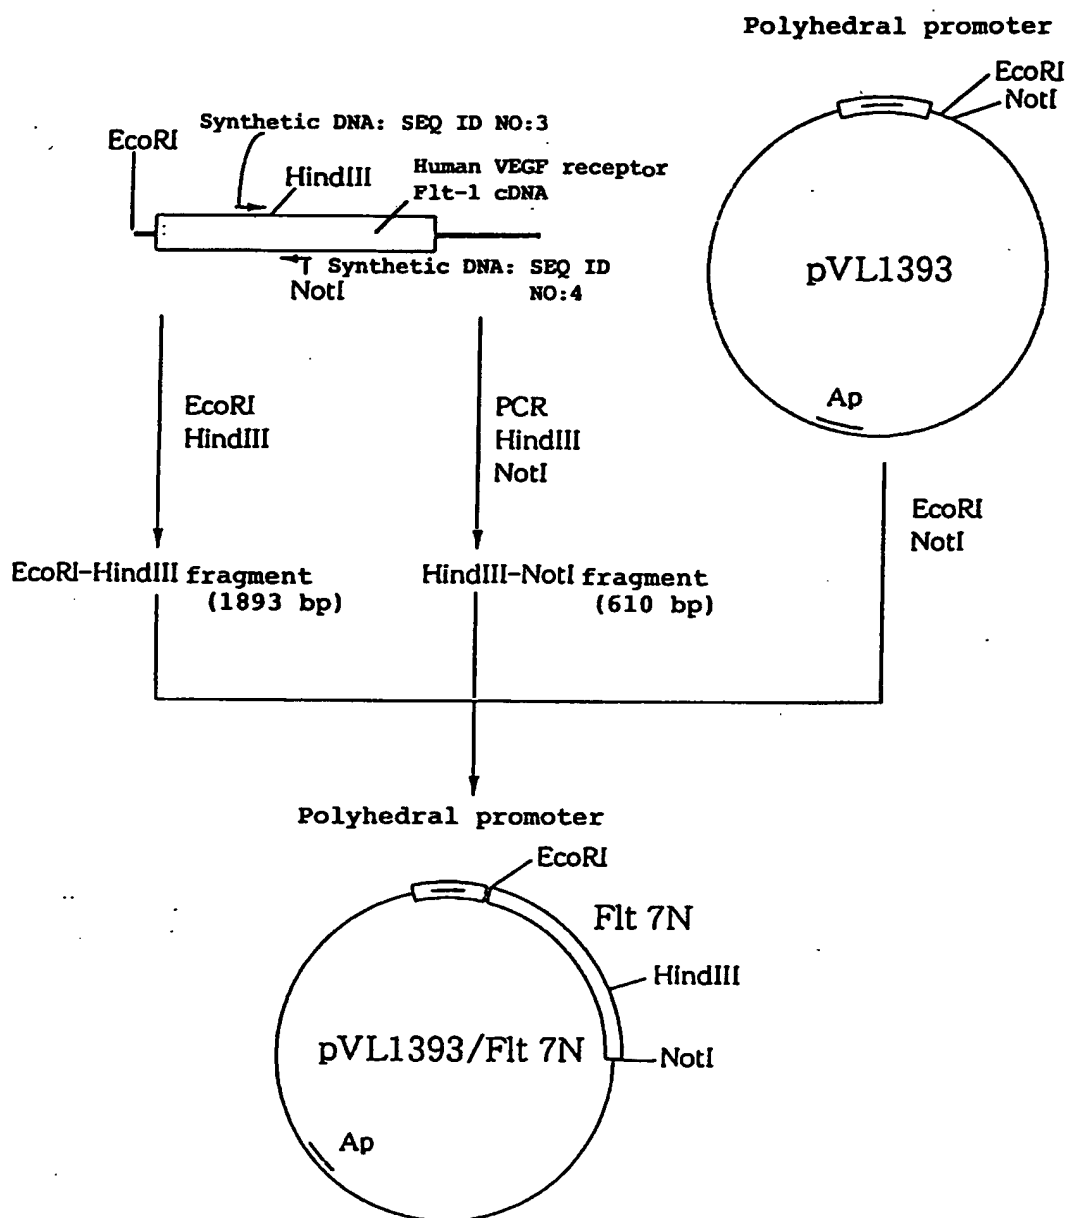 Polyhedral promoter
EcoRI
NotI
Synthetic DNA: SEQ ID NO:3
EcoRI
HindIII
Human VEGF receptor
Flt-1 cDNA
Synthetic DNA: SEQ ID
NO:4
NotI
pVL1393
Ap
EcoRI
HindIII
PCR
HindIII
NotI
EcoRI
NotI
EcoRI-HindIII fragment
(1893 bp)
HindIII-NotI fragment
(610 bp)
Polyhedral promoter
EcoRI
Flt 7N
HindIII
pVL1393/Flt 7N
NotI
Ap